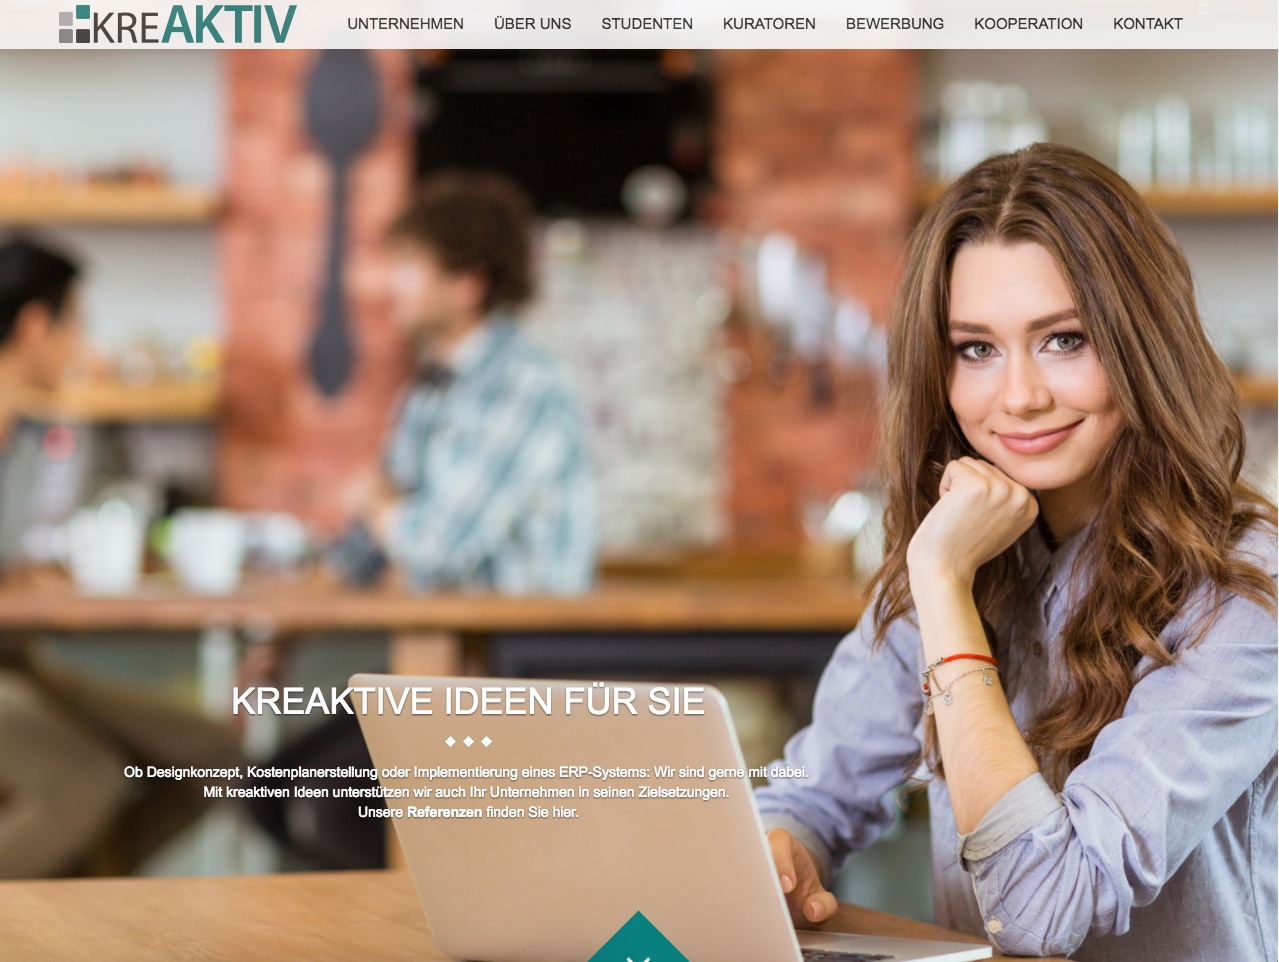 KREAKTIV
UNTERNEHMEN ÜBER UNS STUDENTEN KURATOREN BEWERBUNG KOOPERATION KONTAKT
KREAKTIVE IDEEN FÜR SIE
Ob Designkonzept, Kostenplanerstellung oder Implementierung eines ERP-Systems: Wir sind gerne mit dabei.
Mit kreaktiven Ideen unterstützen wir auch Ihr Unternehmen in seinen Zielsetzungen.
Unsere Referenzen finden Sie hier.